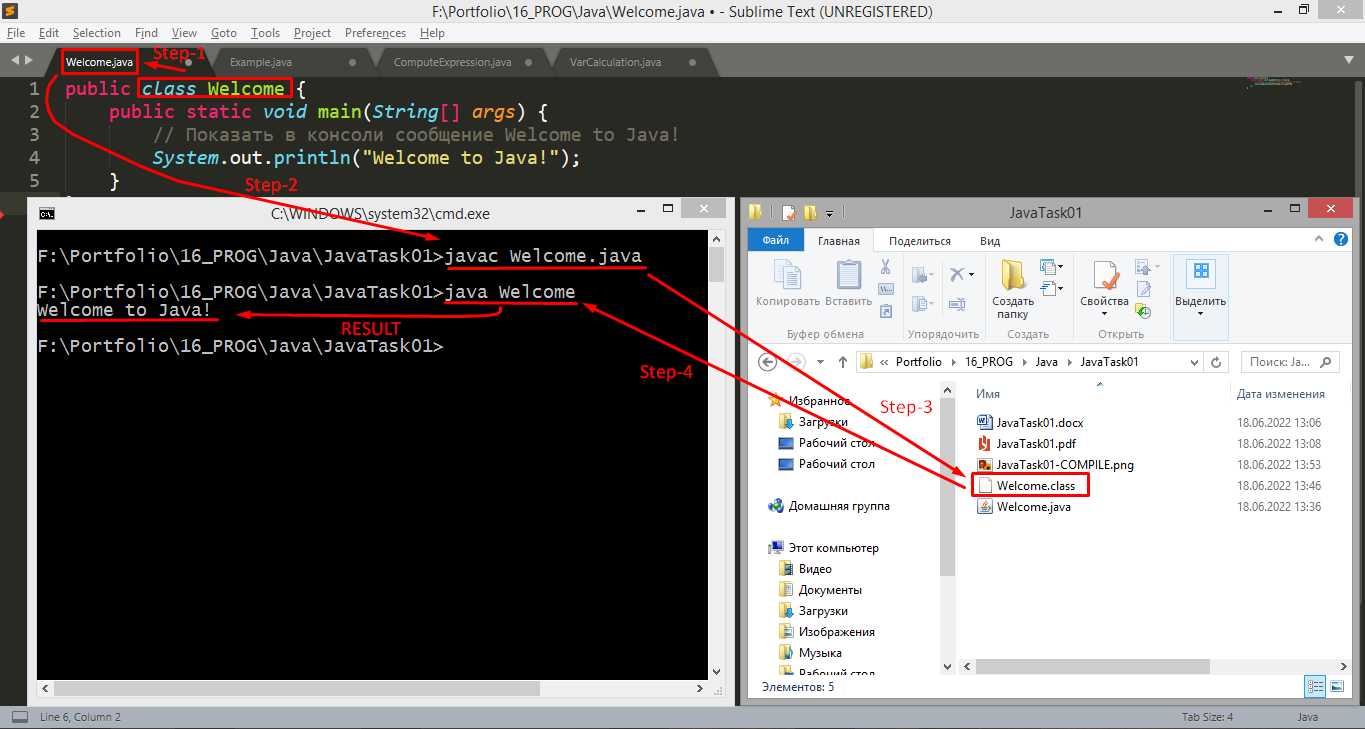 F:\Portfolio\16_PROG\Java\Welcome.java • - Sublime Text (UNREGISTERED)
File Edit Selection Find View Goto Tools Project Preferences Help
Welcome.java Step-1 Example.java ComputeExpression.java VarCalculation.java
1 public class Welcome {
2 public static void main(String[] args) {
3 // Показать в консоли сообщение Welcome to Java!
4 System.out.println("Welcome to Java!");
5 }
Step-2
C:\WINDOWS\system32\cmd.exe
F:\Portfolio\16_PROG\Java\JavaTask01>javac Welcome.java
F:\Portfolio\16_PROG\Java\JavaTask01>java Welcome
Welcome to Java!
RESULT
F:\Portfolio\16_PROG\Java\JavaTask01>
Step-4
Step-3
JavaTask01
Файл Главная Поделиться Вид
Копировать Вставить
Буфер обмена
Упорядочить
Создать папку
Создать
Свойства
Открыть
Выделить
« Portfolio 16_PROG Java JavaTask01
Поиск: Ja...
Избранное
Загрузки
Рабочий стол
Рабочий стол
Домашняя группа
Этот компьютер
Видео
Документы
Загрузки
Изображения
Музыка
Рабочий стол
Имя Дата изменения
JavaTask01.docx 18.06.2022 13:06
JavaTask01.pdf 18.06.2022 13:08
JavaTask01-COMPILE.png 18.06.2022 13:53
Welcome.class 18.06.2022 13:46
Welcome.java 18.06.2022 13:36
Элементов: 5
Line 6, Column 2 Tab Size: 4 Java